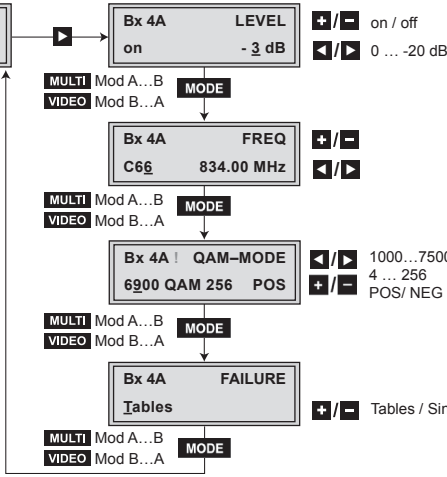 Bx 4A LEVEL +/− on / off
on - 3 dB ◄/► 0 … -20 dB
MULTI Mod A…B MODE
VIDEO Mod B…A
Bx 4A FREQ +/−
C66 834.00 MHz ◄/►
MULTI Mod A…B MODE
VIDEO Mod B…A
Bx 4A ! QAM–MODE ◄/► 1000…7500
6900 QAM 256 POS +/− 4 … 256
POS/ NEG
MULTI Mod A…B MODE
VIDEO Mod B…A
Bx 4A FAILURE
Tables +/− Tables /
MULTI Mod A…B MODE
VIDEO Mod B…A